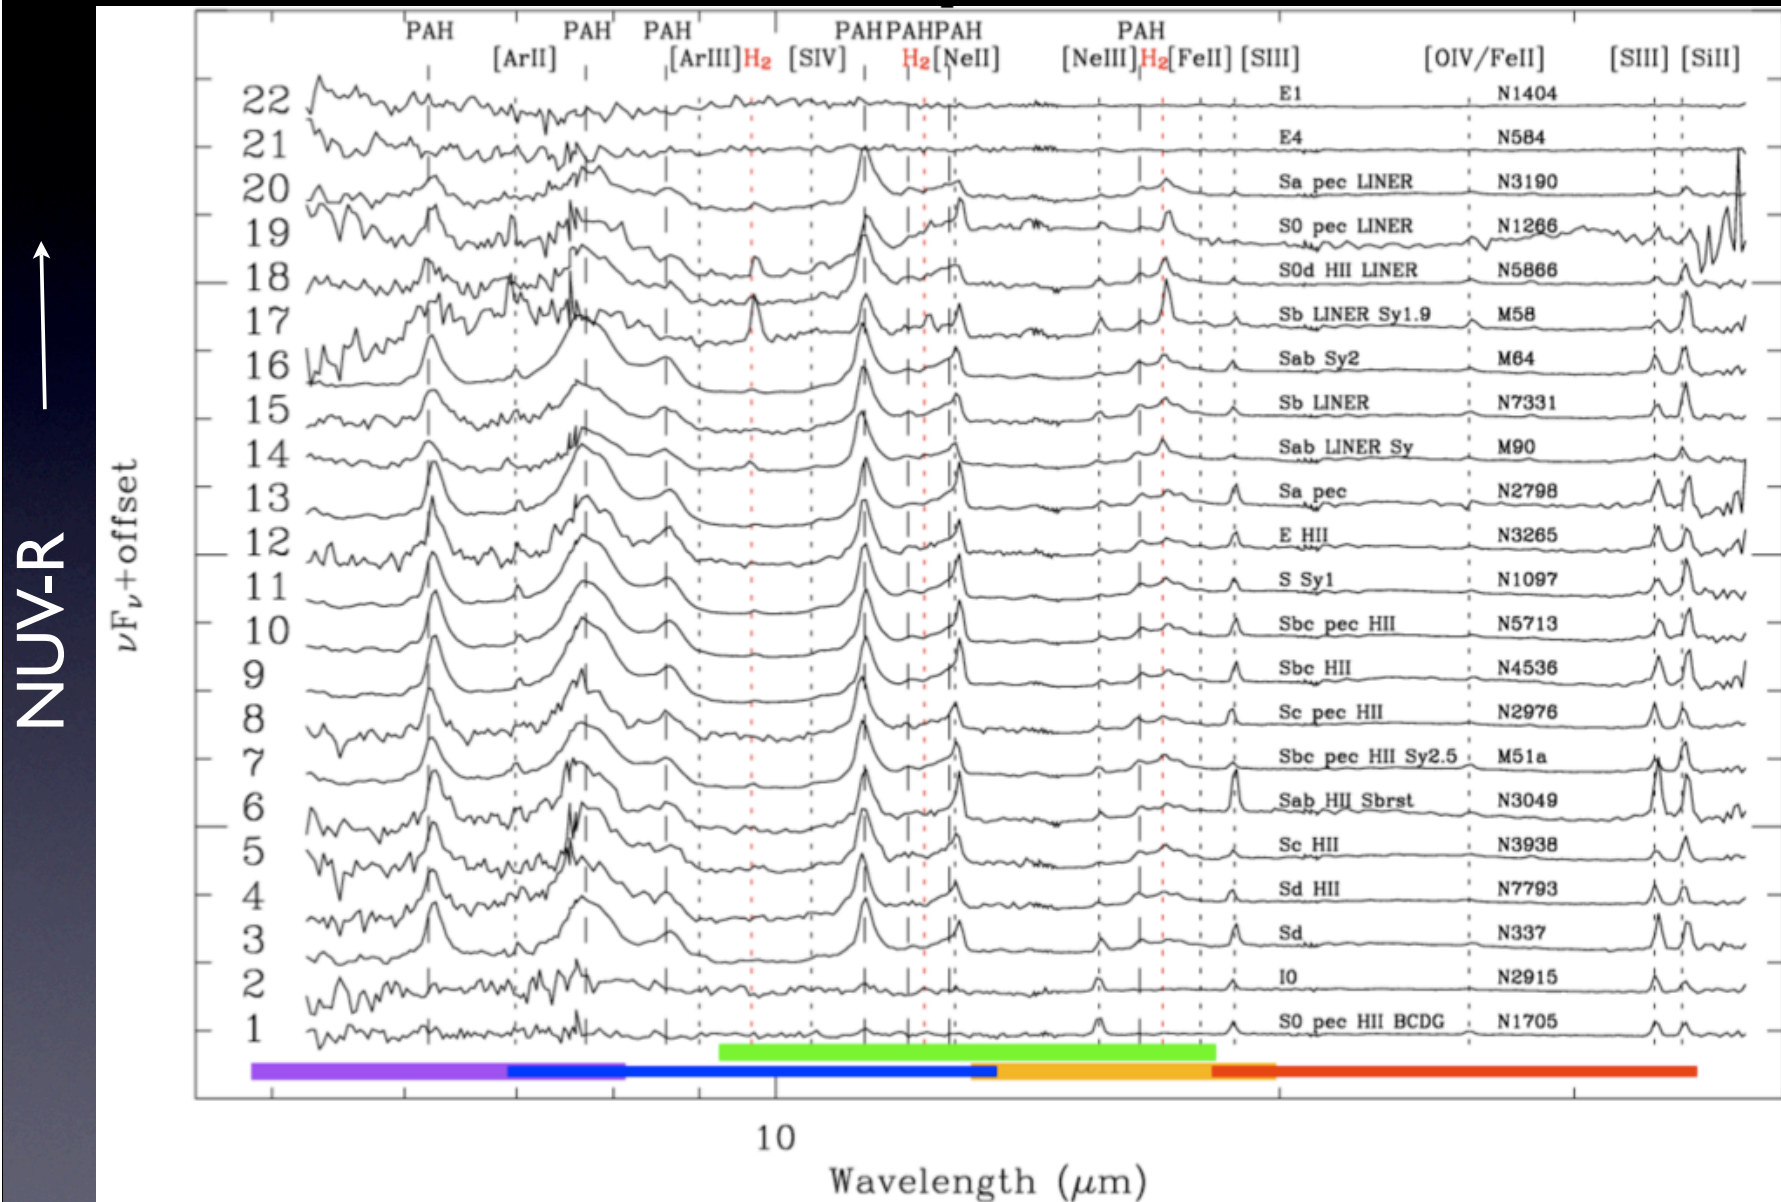 PAH PAH PAH PAH PAH PAH PAH
[ArII] [ArIII] H₂ [SIV] H₂ [NeII] [NeIII] H₂ [FeII] [SIII] [OIV/FeII] [SIII] [SiII]
22 E1 N1404
21 E4 N584
20 Sa pec LINER N3190
19 S0 pec LINER N1266
18 S0d HII LINER N5866
17 Sb LINER Sy1.9 M58
16 Sab Sy2 M64
15 Sb LINER N7331
14 Sab LINER Sy M90
13 Sa pec N2798
12 E HII N3265
11 S Sy1 N1097
10 Sbc pec HII N5713
9 Sbc HII N4536
8 Sc pec HII N2976
7 Sbc pec HII Sy2.5 M51a
6 Sab HII Sbrst N3049
5 Sc HII N3938
4 Sd HII N7793
3 Sd N337
2 I0 N2915
1 S0 pec HII BCDG N1705
NUV-R
νFν+offset
10
Wavelength (μm)